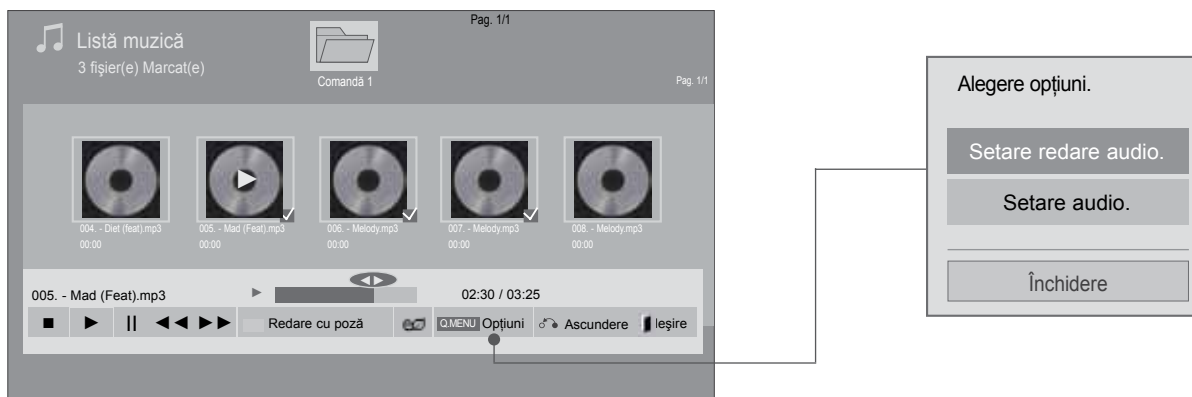 Pag. 1/1
Listă muzică
3 fişier(e) Marcat(e)
Comandă 1
Pag. 1/1
004. - Diet (feat).mp3
00:00
005. - Mad (Feat).mp3
00:00
006. - Melody.mp3
00:00
007. - Melody.mp3
00:00
008. - Melody.mp3
00:00
005. - Mad (Feat).mp3
02:30 / 03:25
Redare cu poză
Q.MENU Opţiuni
Ascundere
Ieşire
Alegere opţiuni.
Setare redare audio.
Setare audio.
Închidere